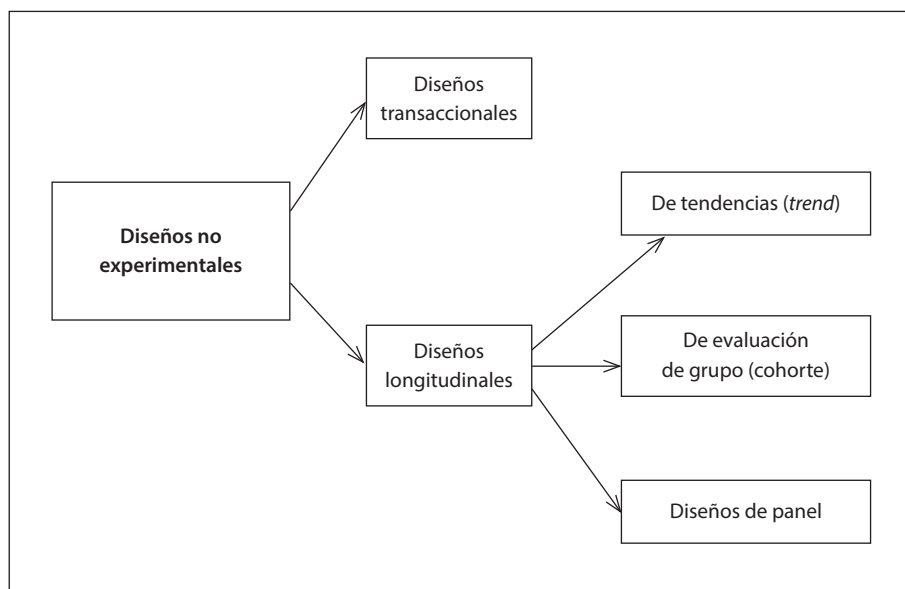 Diseños
transaccionales
De tendencias (trend)
Diseños no
experimentales
De evaluación
de grupo (cohorte)
Diseños
longitudinales
Diseños de panel